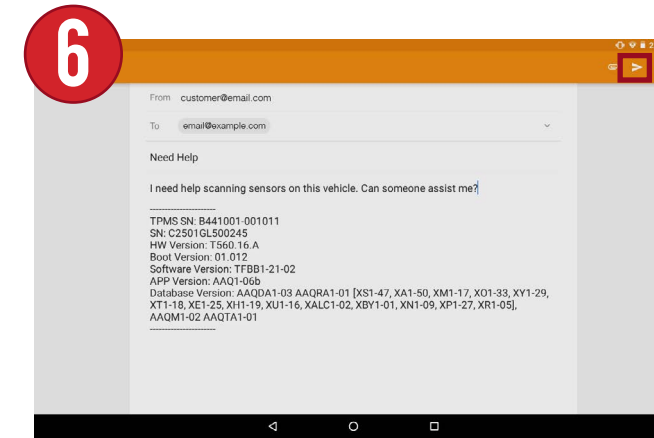 6
2
From customer@email.com
To email@example.com
Need Help
I need help scanning sensors on this vehicle. Can someone assist me?
----------------------
TPMS SN: B441001-001011
SN: C2501GL500245
HW Version: T560.16.A
Boot Version: 01.012
Software Version: TFBB1-21-02
APP Version: AAQ1-06b
Database Version: AAQDA1-03 AAQRA1-01 [XS1-47, XA1-50, XM1-17, XO1-33, XY1-29,
XT1-18, XE1-25, XH1-19, XU1-16, XALC1-02, XBY1-01, XN1-09, XP1-27, XR1-05],
AAQM1-02 AAQTA1-01
----------------------